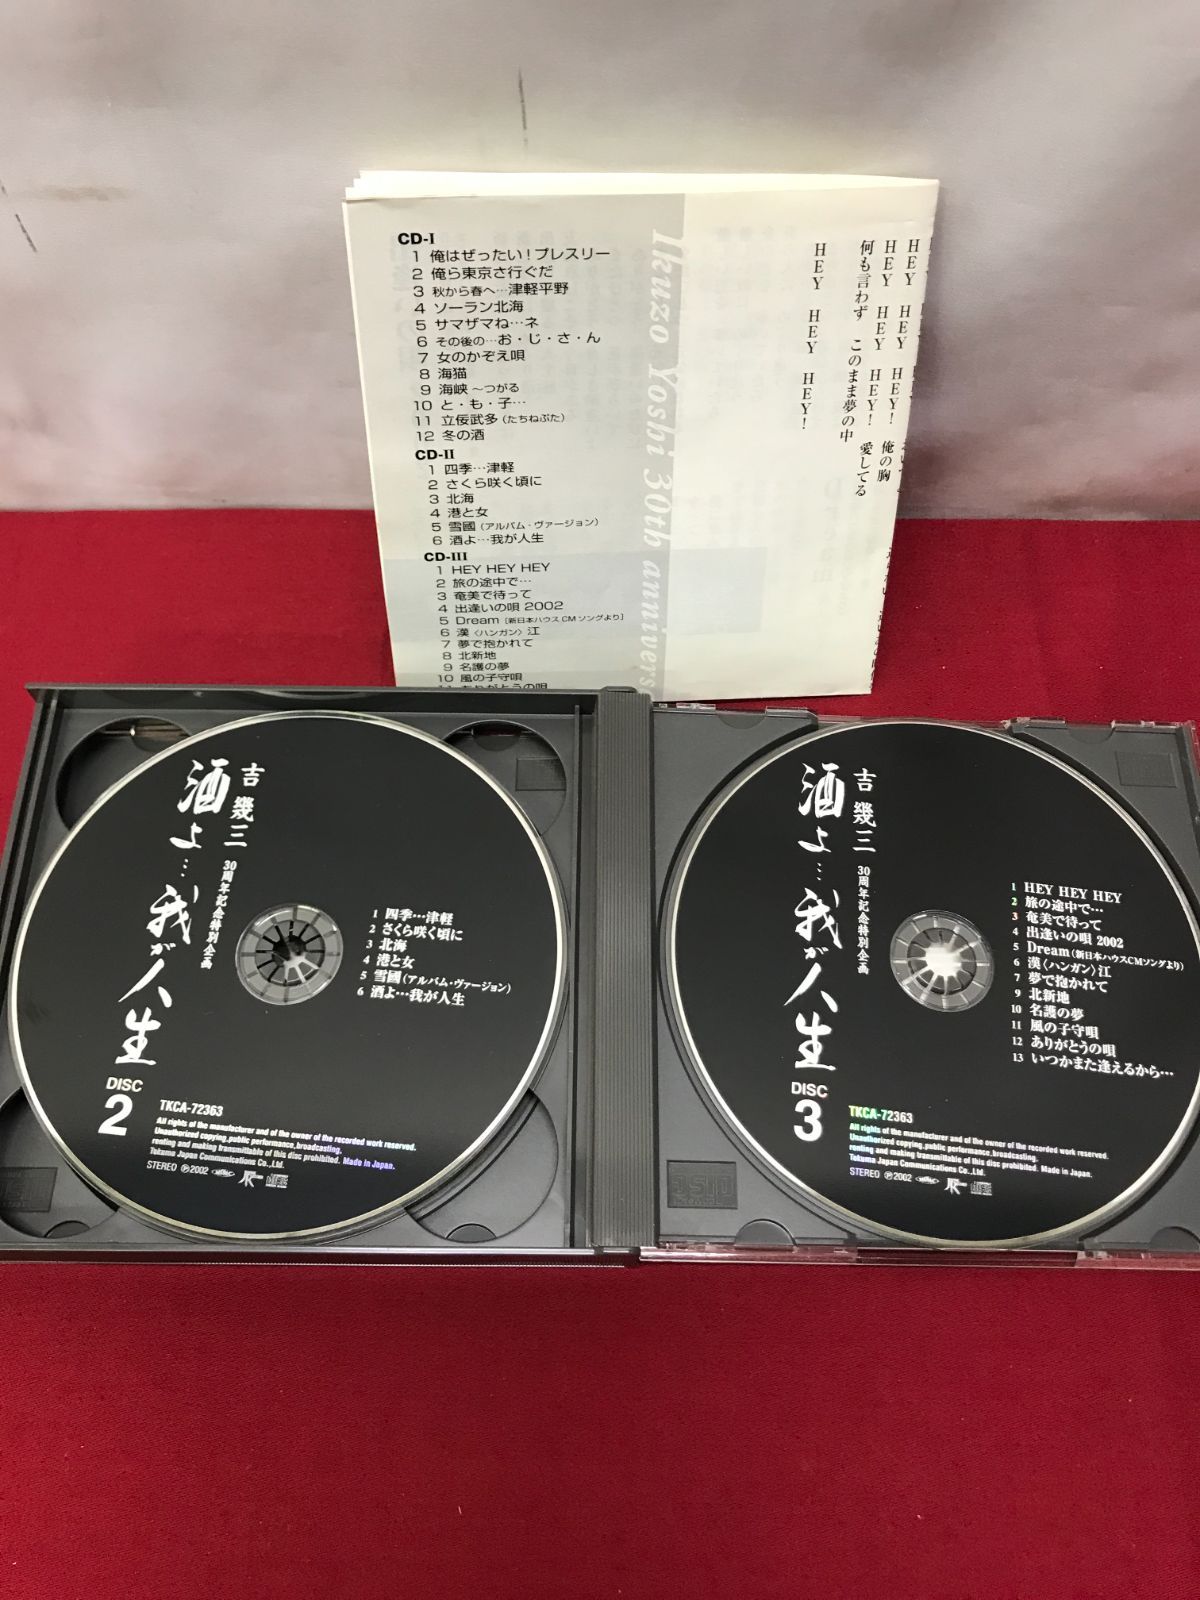 CD-I
1 俺はぜったい!プレスリー
2 俺ら東京さ行ぐだ
3 秋から春へ…津軽平野
4 ソーラン北海
5 サマザマね…ネ
6 その後の…お・じ・さ・ん
7 女のかぞえ唄
8 海猫
9 海峡 ~つがる
10 と・も・子…
11 立佞武多(たちねぷた)
12 冬の酒
CD-II
1 四季…津軽
2 さくら咲く頃に
3 北海
4 港と女
5 雪國(アルバム・ヴァージョン)
6 酒よ…我が人生
CD-III
1 HEY HEY HEY
2 旅の途中で…
3 奄美で待って
4 出逢いの唄 2002
5 Dream [新日本ハウスCMソングより]
6 漢〈ハンガン〉江
7 夢で抱かれて
8 北新地
9 名護の夢
10 風の子守唄
Ikuzo Yoshi 30th annivers
HEY HEY HEY!
HEY HEY HEY! 俺の胸
何も言わず このまま夢の中 愛してる
HEY HEY HEY!
吉 幾三
30周年記念特別企画
酒よ…我が人生
DISC
2
1 四季…津軽
2 さくら咲く頃に
3 北海
4 港と女
5 雪國(アルバム・ヴァージョン)
6 酒よ…我が人生
TKCA-72363
All rights of the manufacturer and of the owner of the recorded work reserved.
Unauthorized copying,public performance,broadcasting,
renting and making transmittable of this disc prohibited. Made in Japan.
Tokuma Japan Communications Co.,Ltd.
STEREO ℗2002
吉 幾三
30周年記念特別企画
酒よ…我が人生
DISC
3
1 HEY HEY HEY
2 旅の途中で…
3 奄美で待って
4 出逢いの唄 2002
5 Dream(新日本ハウスCMソングより)
6 漢〈ハンガン〉江
7 夢で抱かれて
9 北新地
10 名護の夢
11 風の子守唄
12 ありがとうの唄
13 いつかまた逢えるから…
TKCA-72363
All rights of the manufacturer and of the owner of the recorded work reserved.
Unauthorized copying,public performance,broadcasting,
renting and making transmittable of this disc prohibited. Made in Japan.
Tokuma Japan Communications Co.,Ltd.
STEREO ℗2002